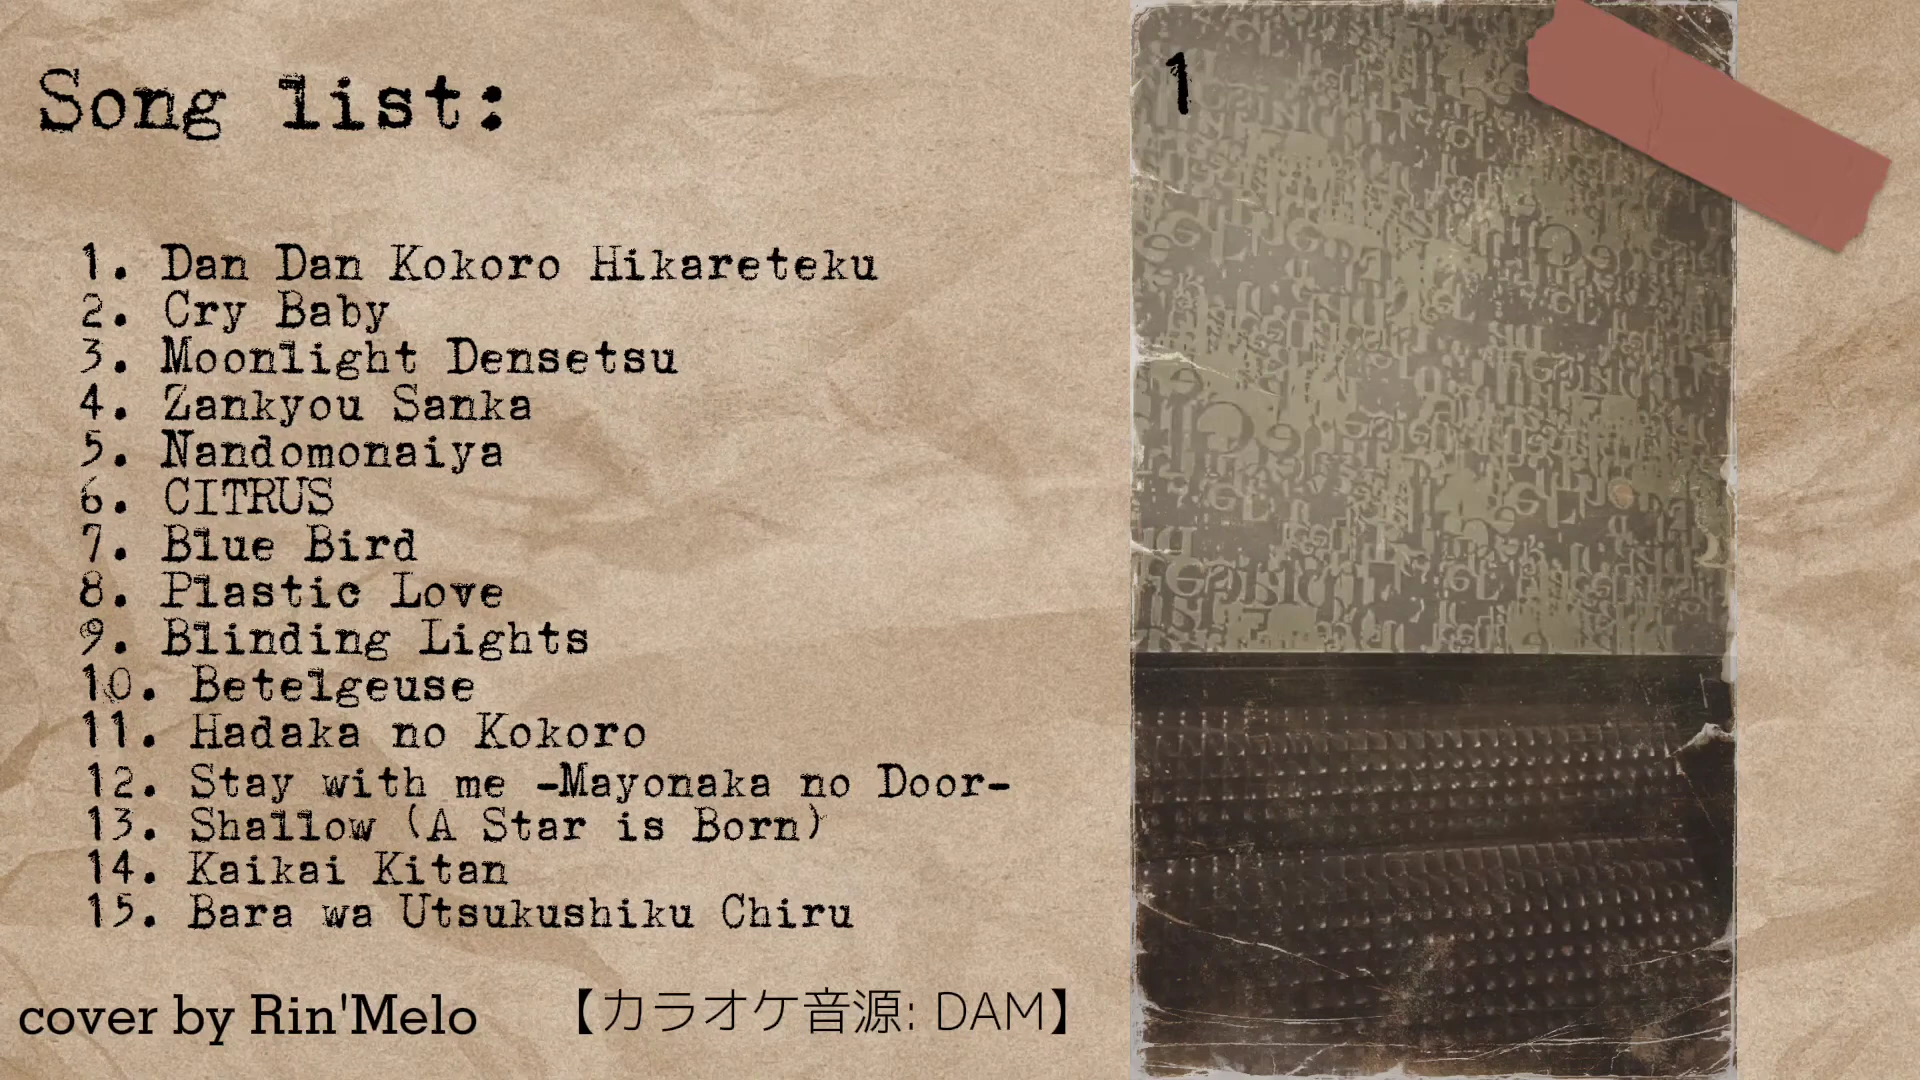 Song list:
1. Dan Dan Kokoro Hikareteku
2. Cry Baby
3. Moonlight Densetsu
4. Zankyou Sanka
5. Nandomonaiya
6. CITRUS
7. Blue Bird
8. Plastic Love
9. Blinding Lights
10. Betelgeuse
11. Hadaka no Kokoro
12. Stay with me -Mayonaka no Door-
13. Shallow (A Star is Born)
14. Kaikai Kitan
15. Bara wa Utsukushiku Chiru
cover by Rin'Melo
【カラオケ音源: DAM】
1